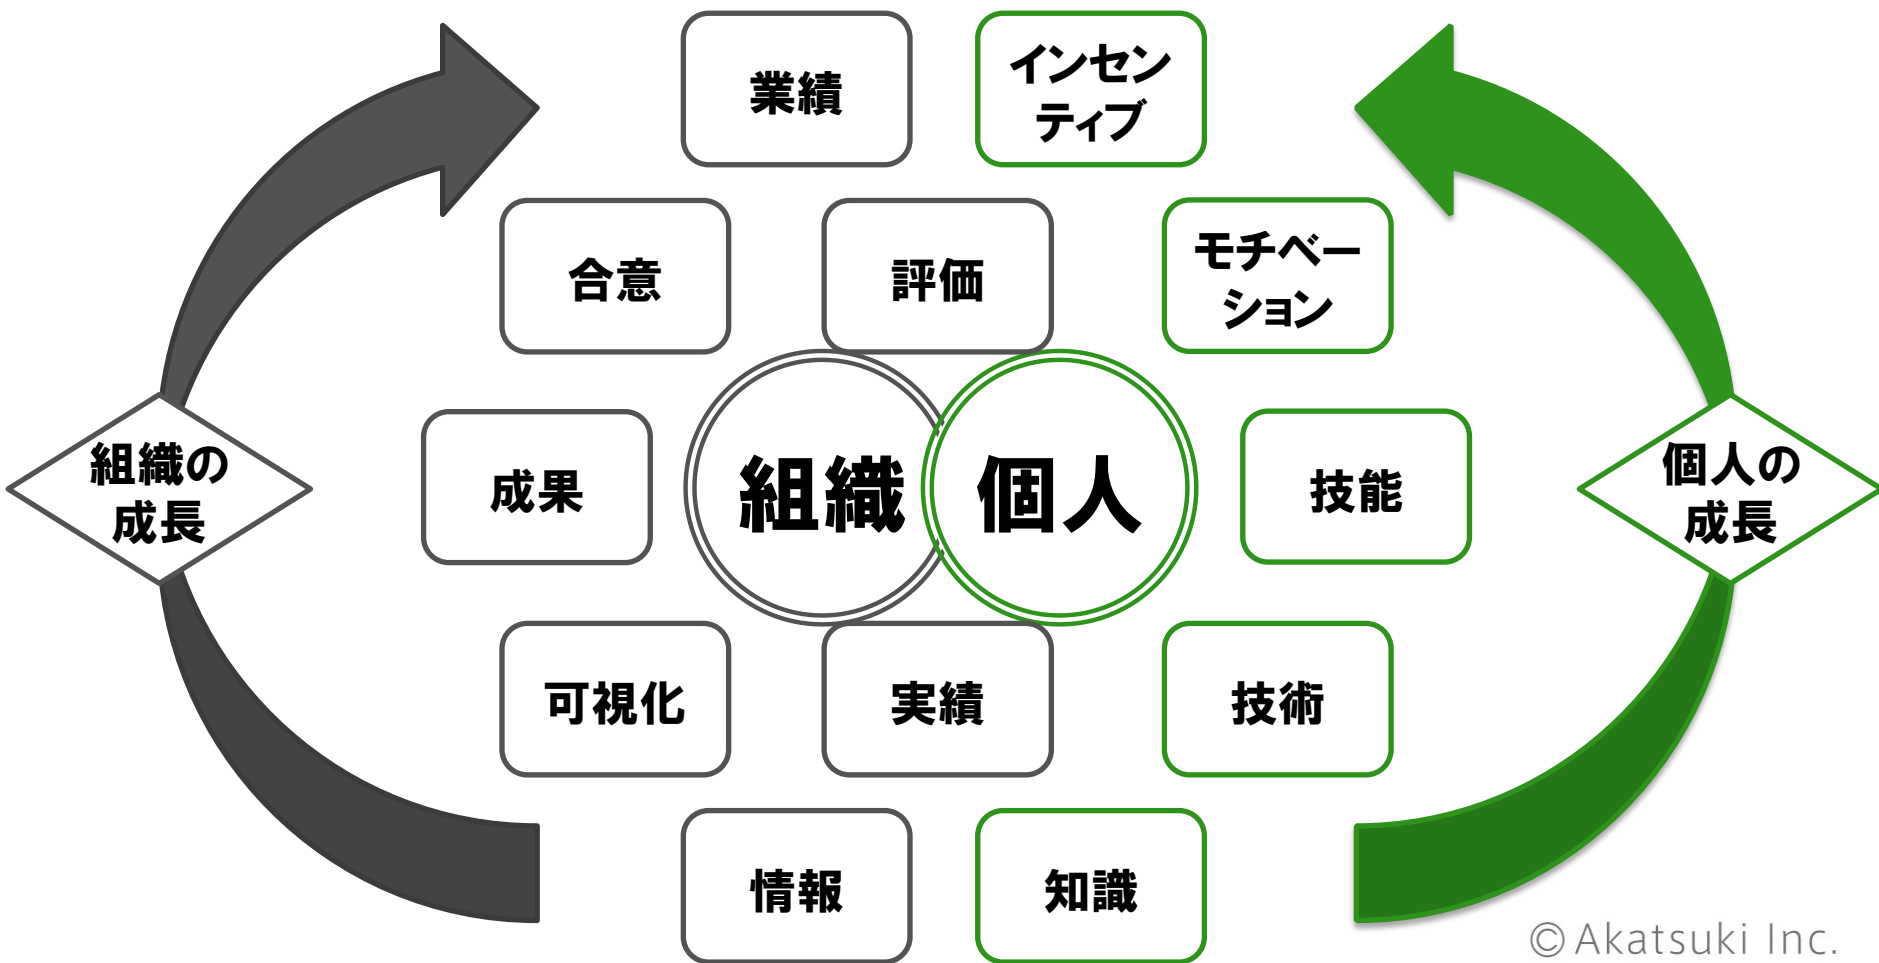 業績
インセン
ティブ
合意
評価
モチベー
ション
組織の
成長
成果
組織
個人
技能
個人の
成長
可視化
実績
技術
情報
知識
©Akatsuki Inc.